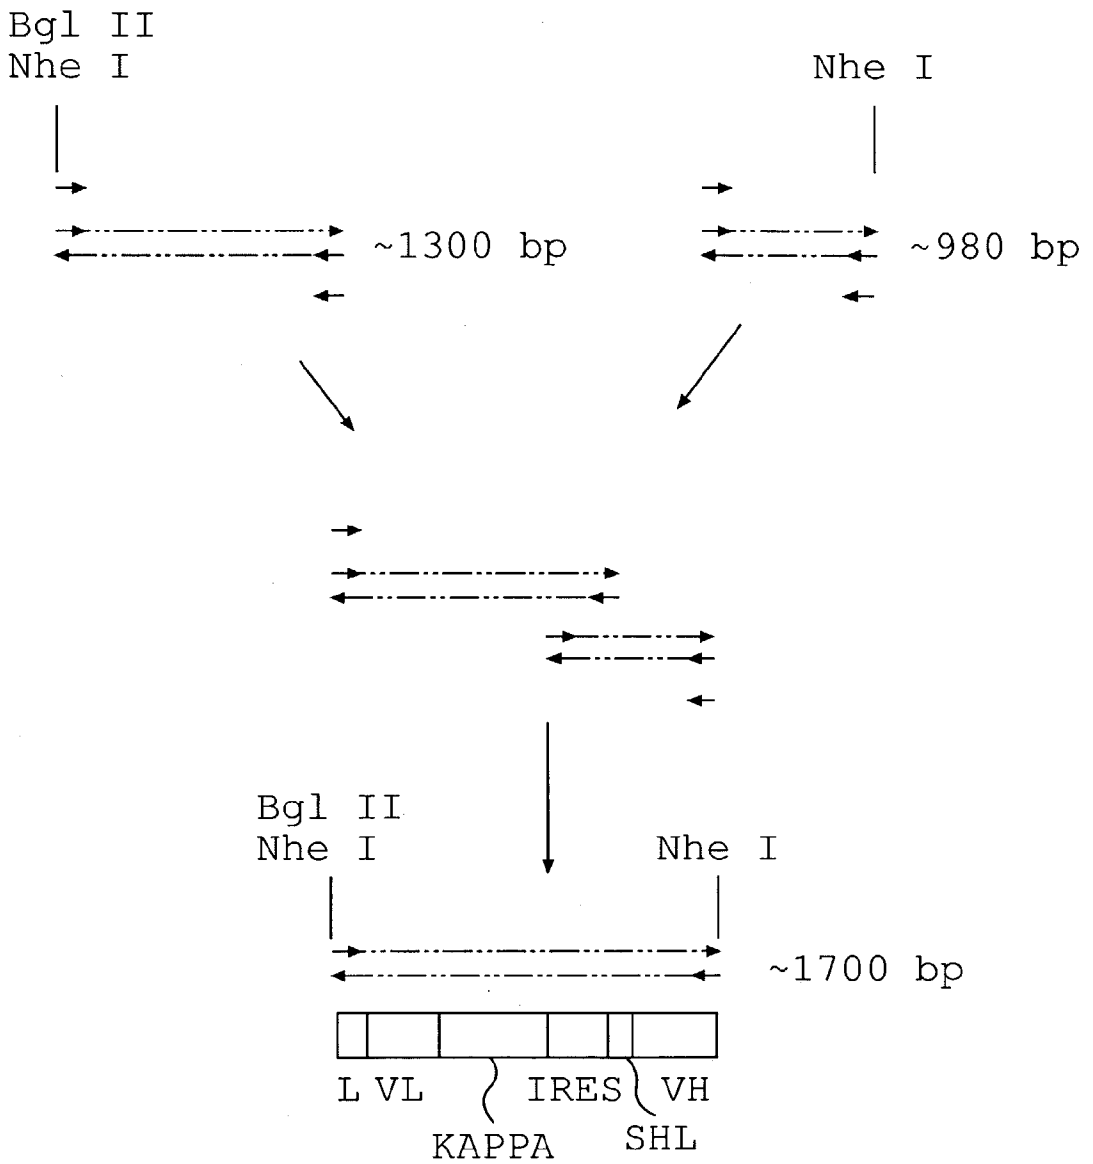 Bgl II
Nhe I
Nhe I
~1300 bp
~980 bp
Bgl II
Nhe I
Nhe I
~1700 bp
L VL IRES VH
KAPPA
SHL